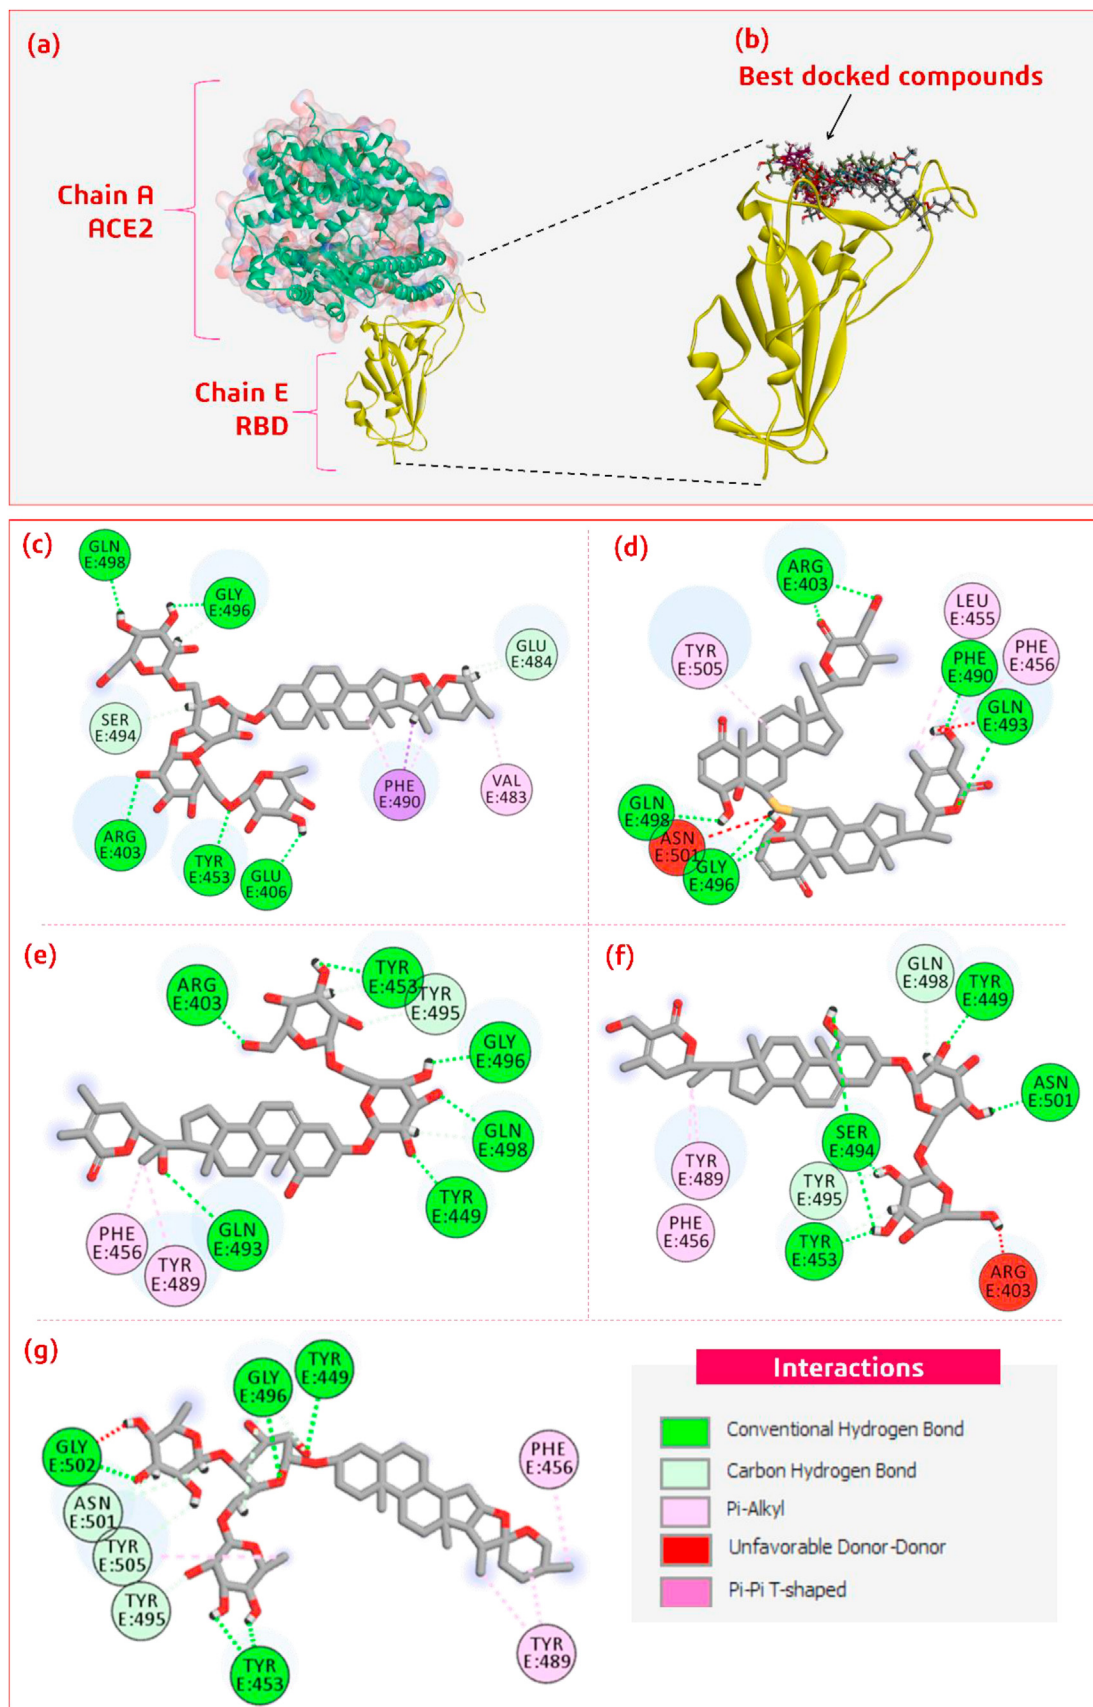 (a)
(b)
Best docked compounds
Chain A
ACE2
Chain E
RBD
(c)
GLN
E:498
GLY
E:496
GLU
E:484
SER
E:494
PHE
E:490
VAL
E:483
ARG
E:403
TYR
E:453
GLU
E:406
(d)
ARG
E:403
LEU
E:455
TYR
E:505
PHE
E:490
PHE
E:456
GLN
E:493
GLN
E:498
ASN
E:501
GLY
E:496
(e)
ARG
E:403
TYR
E:453
TYR
E:495
GLY
E:496
GLN
E:498
TYR
E:449
GLN
E:493
PHE
E:456
TYR
E:489
(f)
GLN
E:498
TYR
E:449
ASN
E:501
SER
E:494
TYR
E:489
TYR
E:495
PHE
E:456
TYR
E:453
ARG
E:403
(g)
TYR
E:449
GLY
E:496
GLY
E:502
PHE
E:456
ASN
E:501
TYR
E:505
TYR
E:495
TYR
E:489
TYR
E:453
Interactions
Conventional Hydrogen Bond
Carbon Hydrogen Bond
Pi-Alkyl
Unfavorable Donor-Donor
Pi-Pi T-shaped